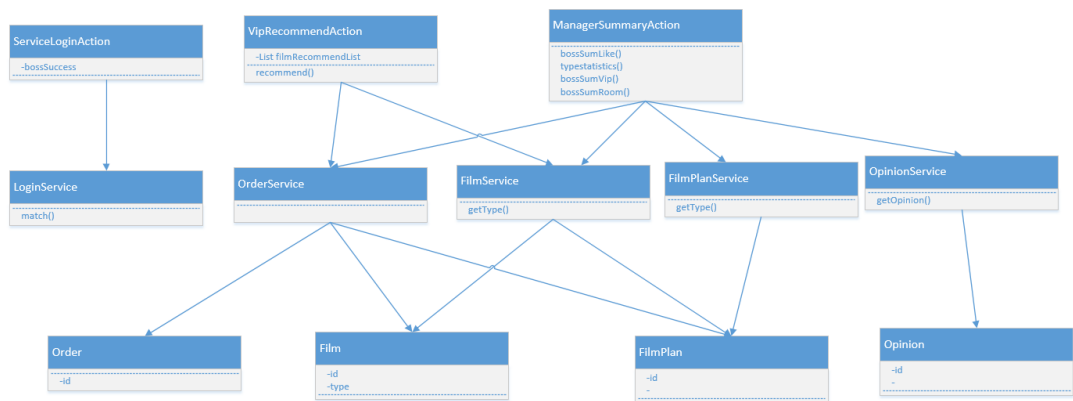 ServiceLoginAction
-bossSuccess
VipRecommendAction
-List filmRecommendList
recommend()
ManagerSummaryAction
bossSumLike()
typestatistics()
bossSumVip()
bossSumRoom()
LoginService
match()
OrderService
FilmService
getType()
FilmPlanService
getType()
OpinionService
getOpinion()
Order
-id
Film
-id
-type
FilmPlan
-id
-
Opinion
-id
-